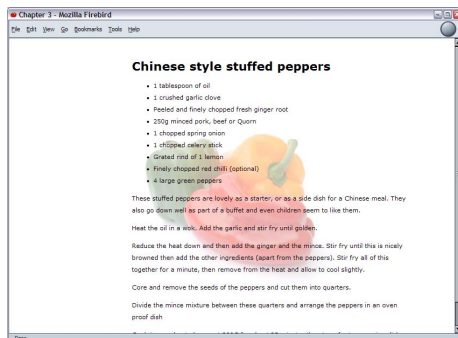 Chapter 3 - Mozilla Firebird
File Edit View Go Bookmarks Tools Help
Chinese style stuffed peppers
1 tablespoon of oil
1 crushed garlic clove
Peeled and finely chopped fresh ginger root
250g minced pork, beef or Quorn
1 chopped spring onion
1 chopped celery stick
Grated rind of 1 lemon
Finely chopped red chilli (optional)
4 large green peppers
These stuffed peppers are lovely as a starter, or as a side dish for a Chinese meal. They
also go down well as part of a buffet and even children seem to like them.
Heat the oil in a wok. Add the garlic and stir fry until golden.
Reduce the heat down and then add the ginger and the mince. Stir fry until this is nicely
browned then add the other ingredients (apart from the peppers). Stir fry all of this
together for a minute, then remove from the heat and allow to cool slightly.
Core and remove the seeds of the peppers and cut them into quarters.
Divide the mince mixture between these quarters and arrange the peppers in an oven
proof dish